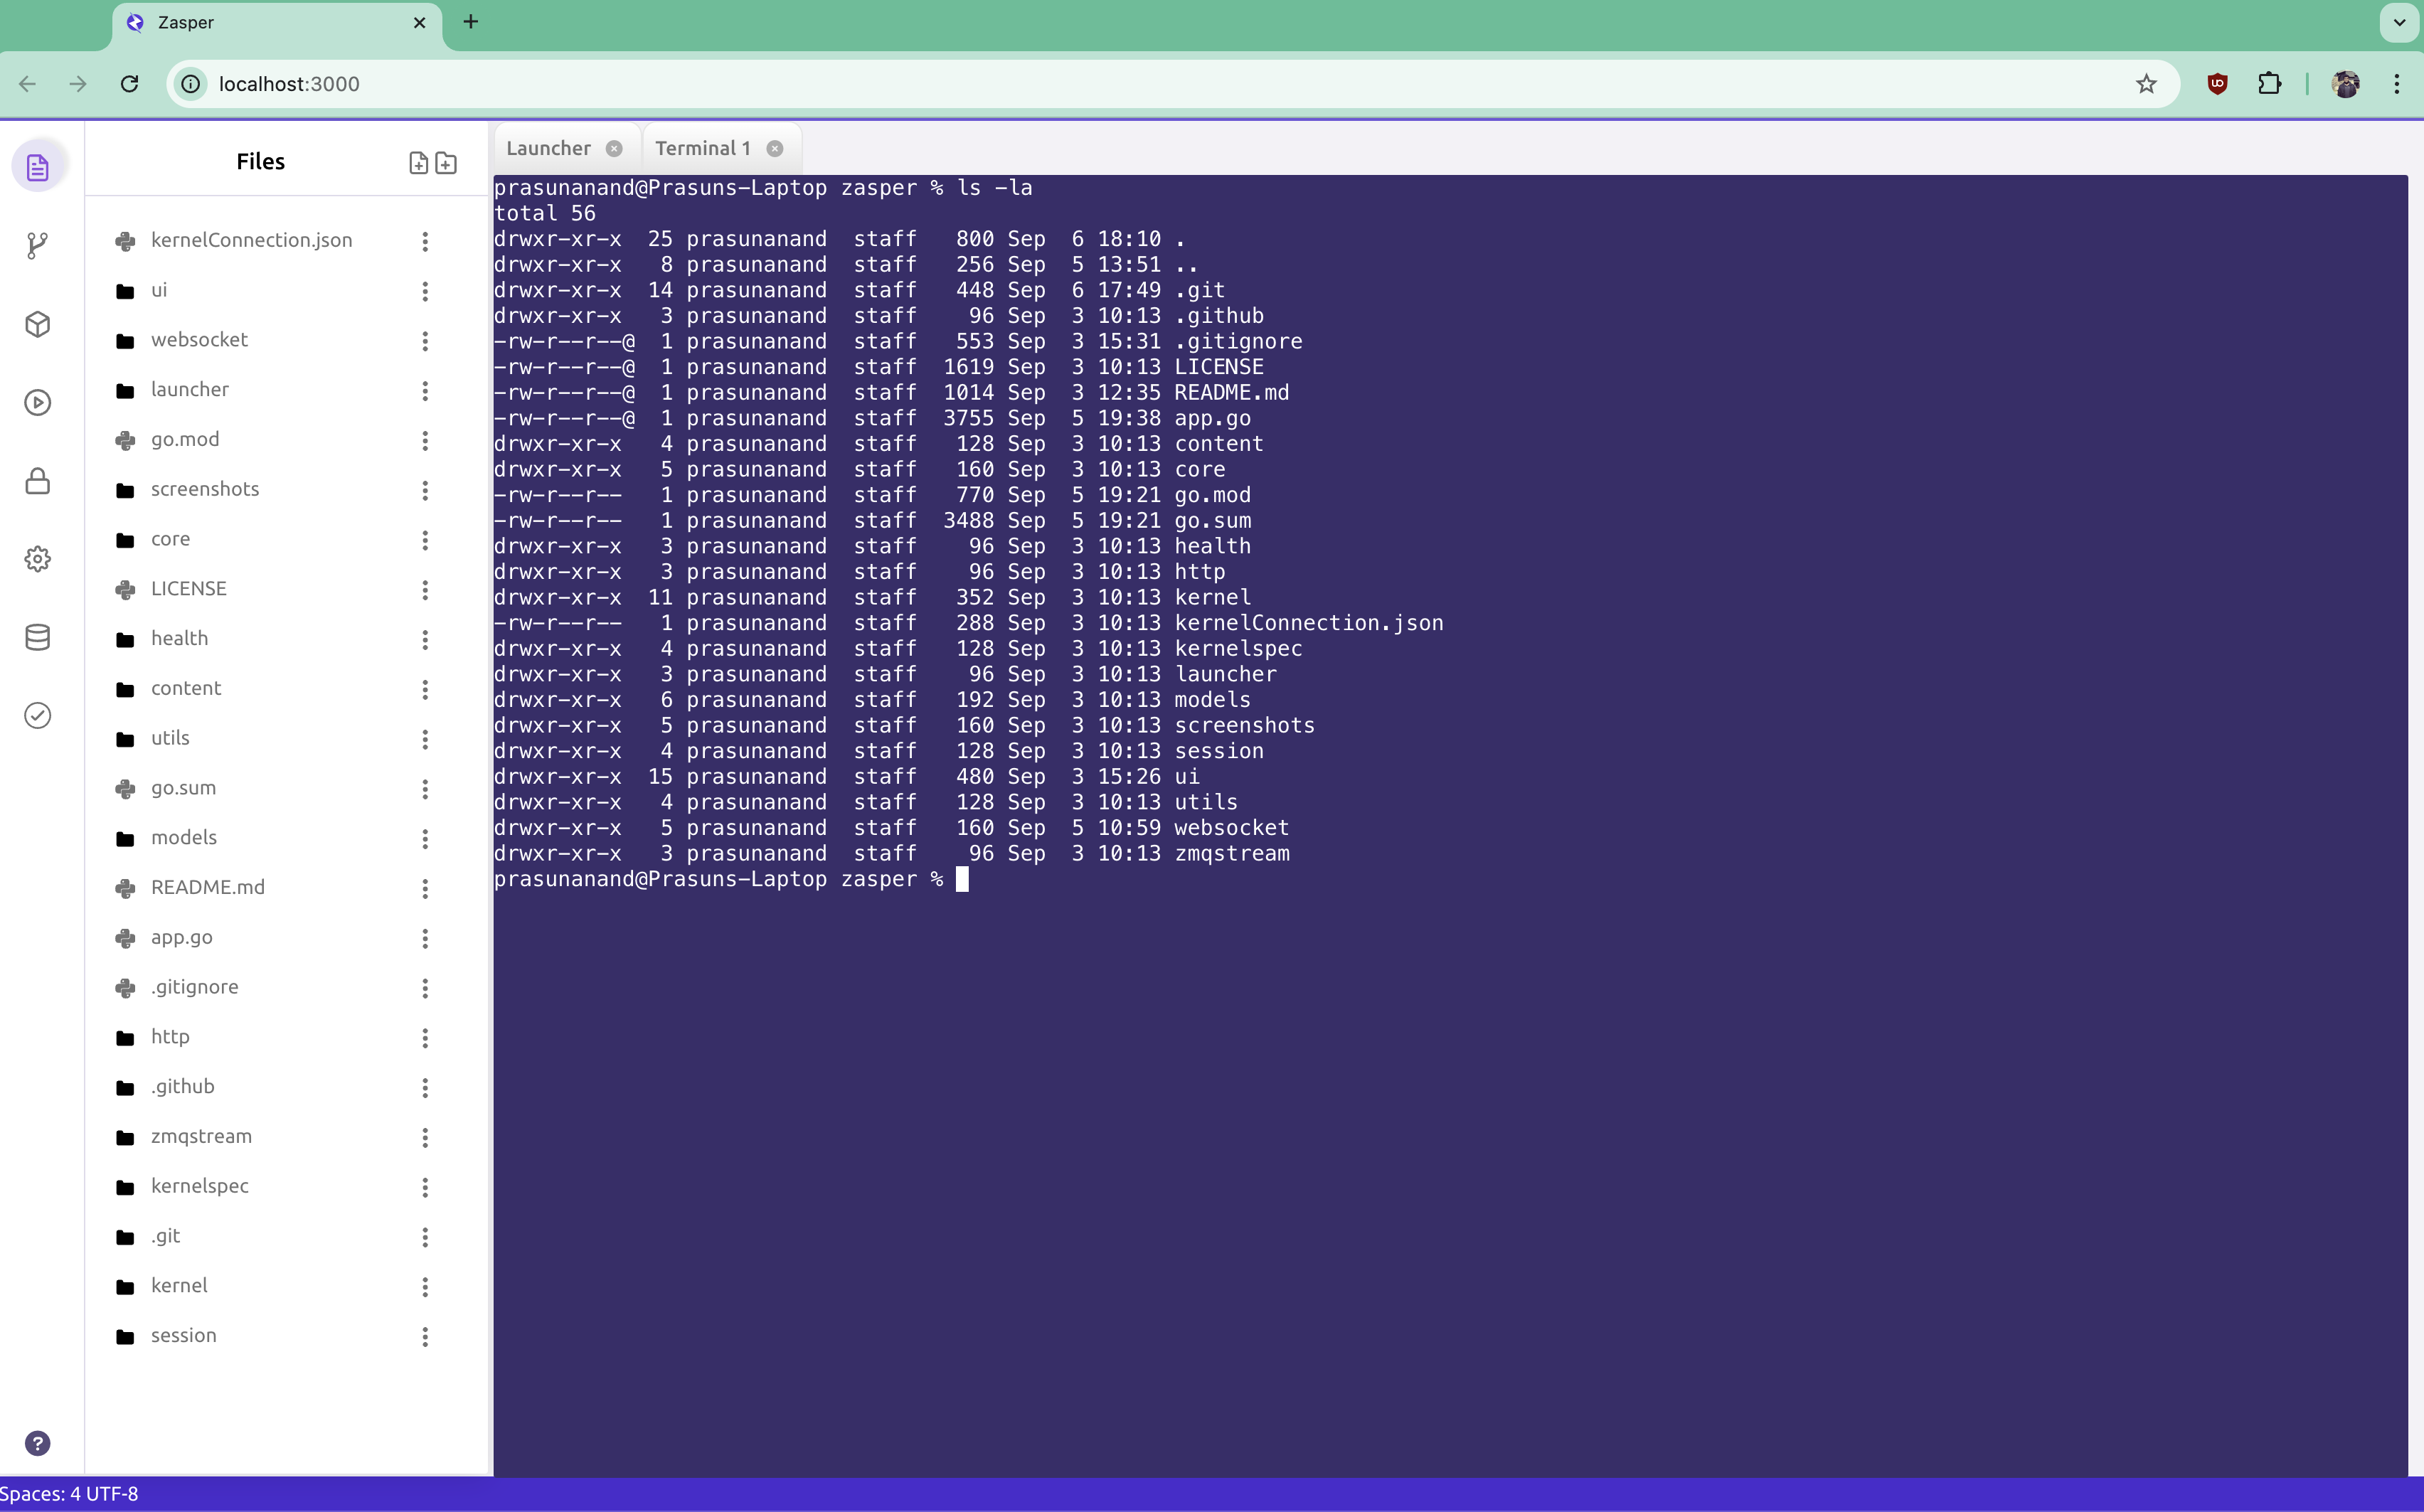 Zasper
localhost:3000
Files
kernelConnection.json
ui
websocket
launcher
go.mod
screenshots
core
LICENSE
health
content
utils
go.sum
models
README.md
app.go
.gitignore
http
.github
zmqstream
kernelspec
.git
kernel
session
Launcher
Terminal 1
prasunanand@Prasuns-Laptop zasper % ls -la
total 56
drwxr-xr-x  25 prasunanand  staff   800 Sep  6 18:10 .
drwxr-xr-x   8 prasunanand  staff   256 Sep  5 13:51 ..
drwxr-xr-x  14 prasunanand  staff   448 Sep  6 17:49 .git
drwxr-xr-x   3 prasunanand  staff    96 Sep  3 10:13 .github
-rw-r--r--@  1 prasunanand  staff   553 Sep  3 15:31 .gitignore
-rw-r--r--@  1 prasunanand  staff  1619 Sep  3 10:13 LICENSE
-rw-r--r--@  1 prasunanand  staff  1014 Sep  3 12:35 README.md
-rw-r--r--@  1 prasunanand  staff  3755 Sep  5 19:38 app.go
drwxr-xr-x   4 prasunanand  staff   128 Sep  3 10:13 content
drwxr-xr-x   5 prasunanand  staff   160 Sep  3 10:13 core
-rw-r--r--   1 prasunanand  staff   770 Sep  5 19:21 go.mod
-rw-r--r--   1 prasunanand  staff  3488 Sep  5 19:21 go.sum
drwxr-xr-x   3 prasunanand  staff    96 Sep  3 10:13 health
drwxr-xr-x   3 prasunanand  staff    96 Sep  3 10:13 http
drwxr-xr-x  11 prasunanand  staff   352 Sep  3 10:13 kernel
-rw-r--r--   1 prasunanand  staff   288 Sep  3 10:13 kernelConnection.json
drwxr-xr-x   4 prasunanand  staff   128 Sep  3 10:13 kernelspec
drwxr-xr-x   3 prasunanand  staff    96 Sep  3 10:13 launcher
drwxr-xr-x   6 prasunanand  staff   192 Sep  3 10:13 models
drwxr-xr-x   5 prasunanand  staff   160 Sep  3 10:13 screenshots
drwxr-xr-x   4 prasunanand  staff   128 Sep  3 10:13 session
drwxr-xr-x  15 prasunanand  staff   480 Sep  3 15:26 ui
drwxr-xr-x   4 prasunanand  staff   128 Sep  3 10:13 utils
drwxr-xr-x   5 prasunanand  staff   160 Sep  5 10:59 websocket
drwxr-xr-x   3 prasunanand  staff    96 Sep  3 10:13 zmqstream
prasunanand@Prasuns-Laptop zasper %
Spaces: 4 UTF-8